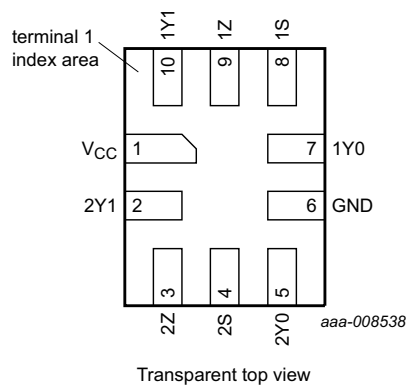 terminal 1
index area
1Y1
1Z
1S
10
9
8
VCC
1
7
1Y0
2Y1
2
6
GND
3
4
5
2Z
2S
2Y0
aaa-008538
Transparent top view